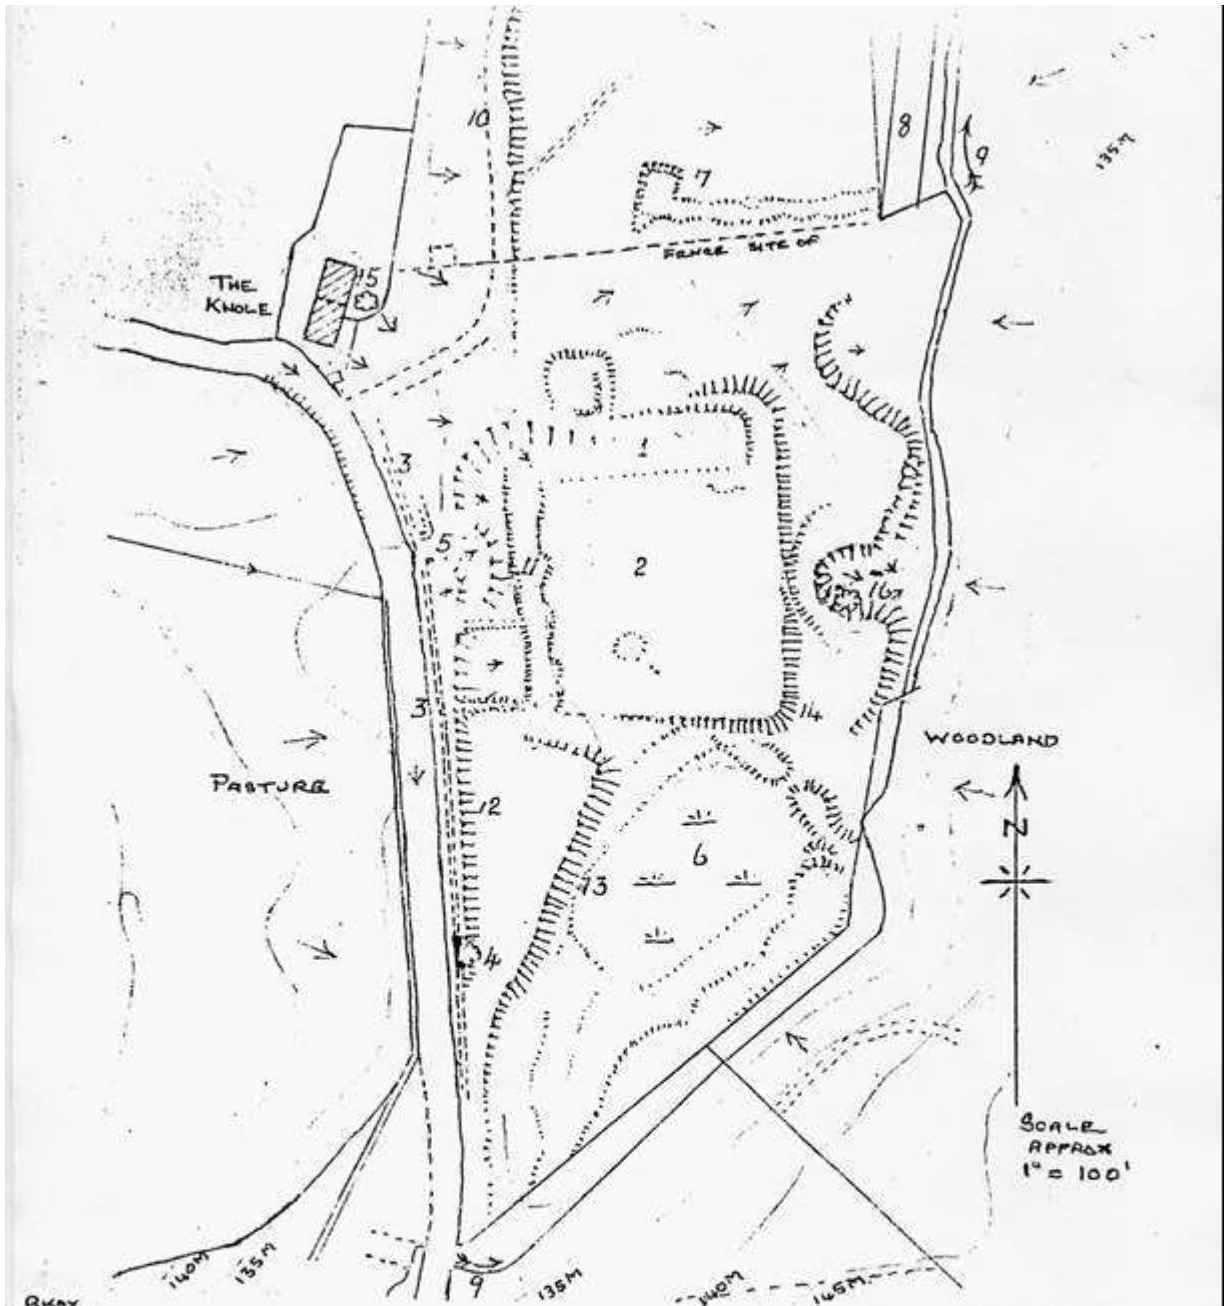 10
8
9
135M
7
FENCE SITE OF
15
THE
KNOLE
1
3
5
2
11
16
3
14
WOODLAND
PASTURE
12
N
6
13
4
SCALE
APPROX
1" = 100'
140M
135M
9
135M
140M
145M